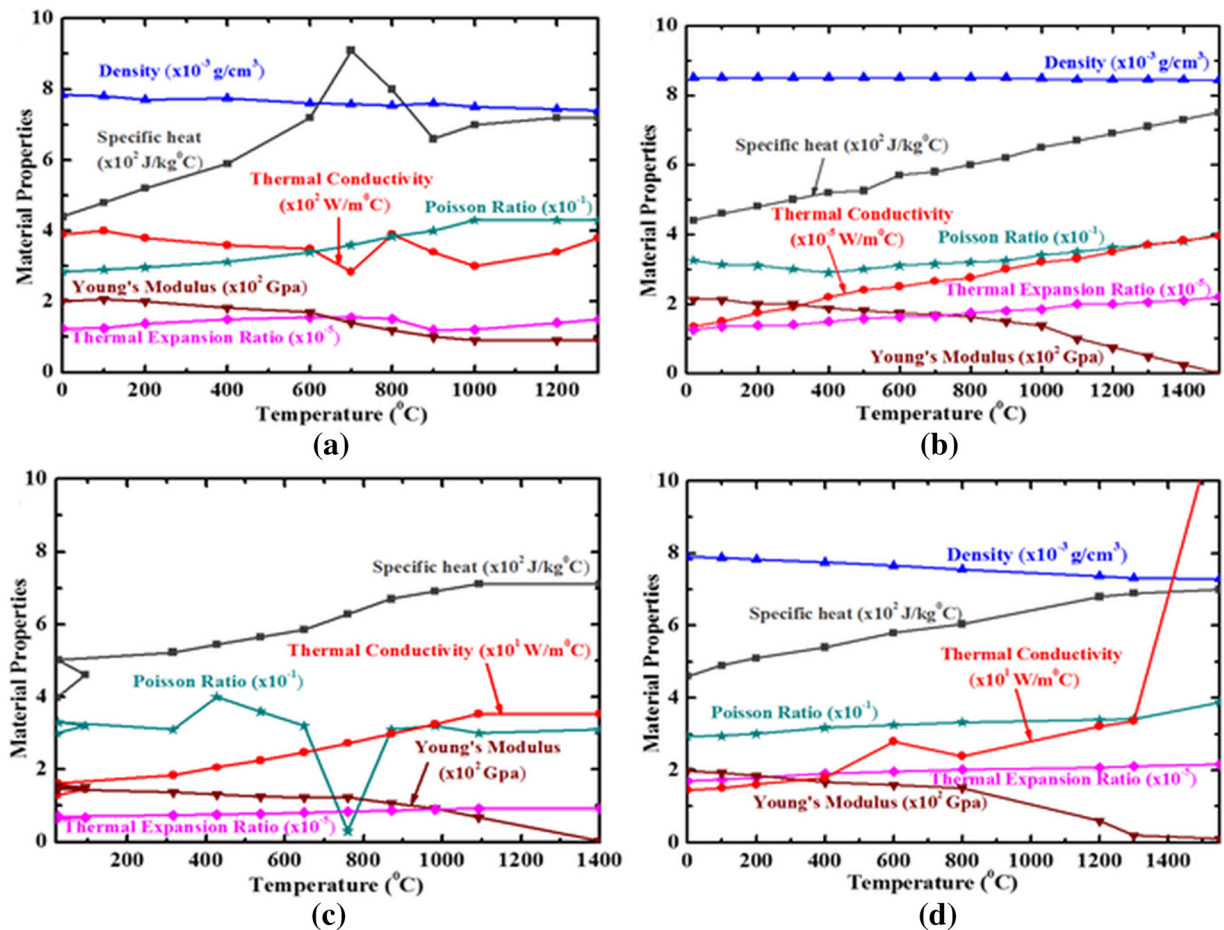 10
8
6
4
2
0
Material Properties
Density (x10-3 g/cm3)
Specific heat
(x102 J/kg0C)
Thermal Conductivity
(x102 W/m0C)
Poisson Ratio (x10-1)
Young's Modulus (x102 Gpa)
Thermal Expansion Ratio (x10-5)
0 200 400 600 800 1000 1200
Temperature (0C)
(a)
10
8
6
4
2
0
Material Properties
Density (x10-3 g/cm3)
Specific heat (x102 J/kg0C)
Thermal Conductivity
(x10-5 W/m0C)
Poisson Ratio (x10-1)
Thermal Expansion Ratio (x10-5)
Young's Modulus (x102 Gpa)
0 200 400 600 800 1000 1200 1400
Temperature (0C)
(b)
10
8
6
4
2
0
Material Properties
Specific heat (x102 J/kg0C)
Thermal Conductivity (x101 W/m0C)
Poisson Ratio (x10-1)
Young's Modulus
(x102 Gpa)
Thermal Expansion Ratio (x10-5)
200 400 600 800 1000 1200 1400
Temperature (0C)
(c)
10
8
6
4
2
0
Material Properties
Density (x10-3 g/cm3)
Specific heat (x102 J/kg0C)
Thermal Conductivity
(x101 W/m0C)
Poisson Ratio (x10-1)
Thermal Expansion Ratio (x10-5)
Young's Modulus (x102 Gpa)
0 200 400 600 800 1000 1200 1400
Temperature (0C)
(d)